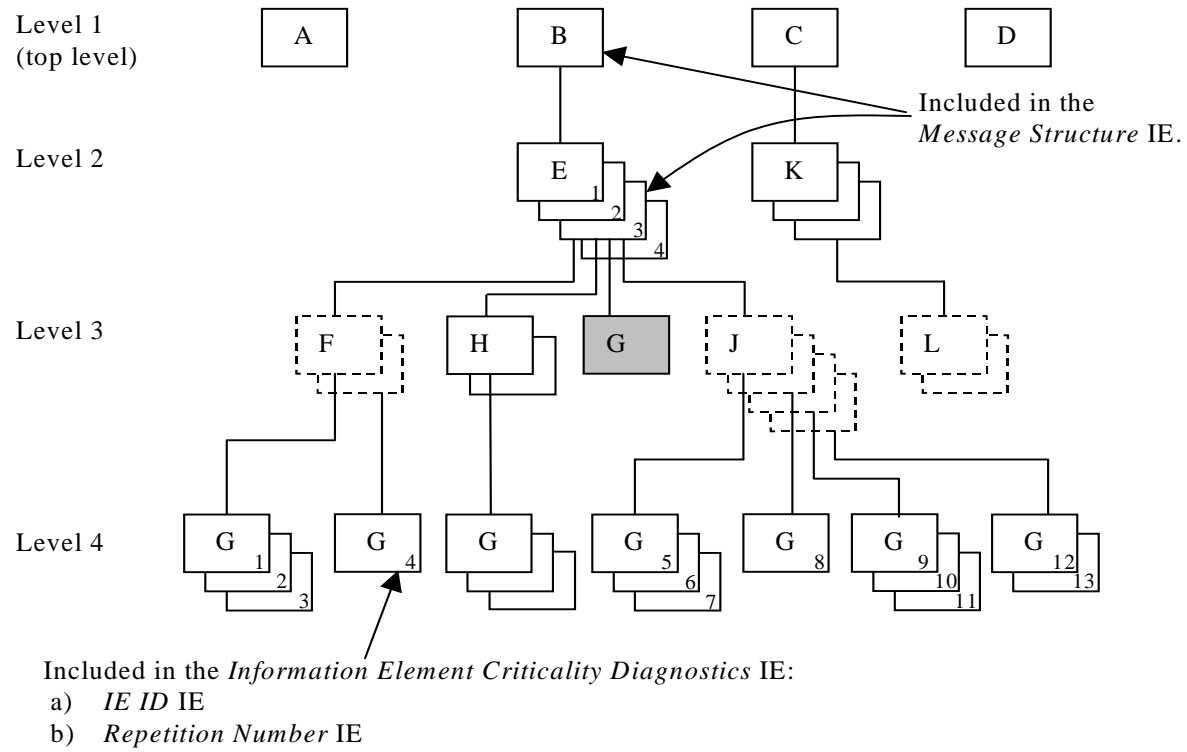 Level 1
(top level)
A
B
C
D
Included in the
Message Structure IE.
Level 2
E
1
2
3
4
K
Level 3
F
H
G
J
L
Level 4
G
1
2
3
G
4
G
G
5
6
7
G
8
G
9
10
11
G
12
13
Included in the Information Element Criticality Diagnostics IE:
a) IE ID IE
b) Repetition Number IE